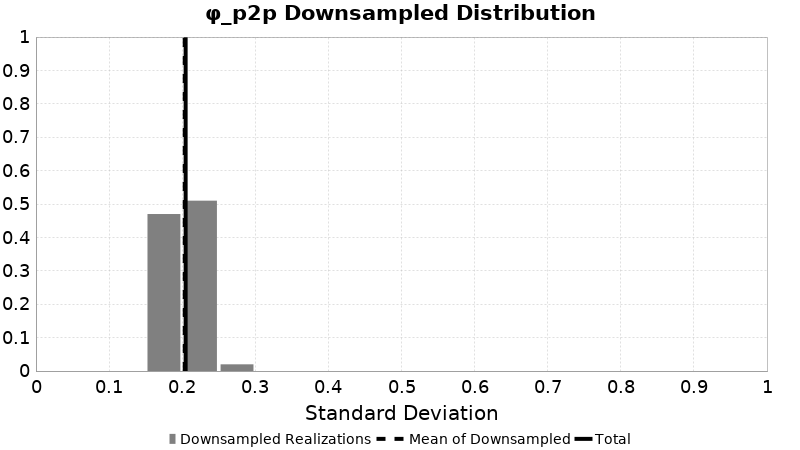 φ_p2p Downsampled Distribution
1
0.9
0.8
0.7
0.6
0.5
0.4
0.3
0.2
0.1
0
0 0.1 0.2 0.3 0.4 0.5 0.6 0.7 0.8 0.9 1
Standard Deviation
Downsampled Realizations Mean of Downsampled Total